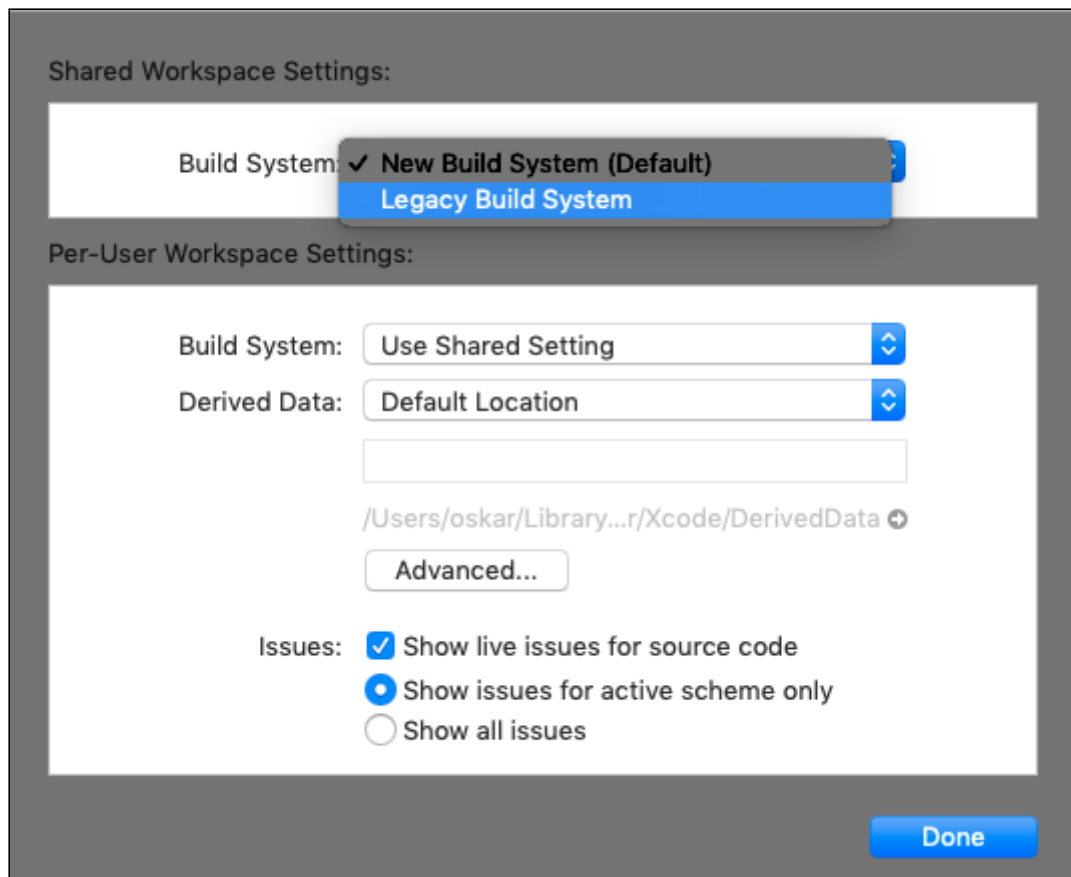 Shared Workspace Settings:
Build System: ✓ New Build System (Default)
Legacy Build System
Per-User Workspace Settings:
Build System: Use Shared Setting
Derived Data: Default Location
/Users/oskar/Library...r/Xcode/DerivedData
Advanced...
Issues: Show live issues for source code
Show issues for active scheme only
Show all issues
Done